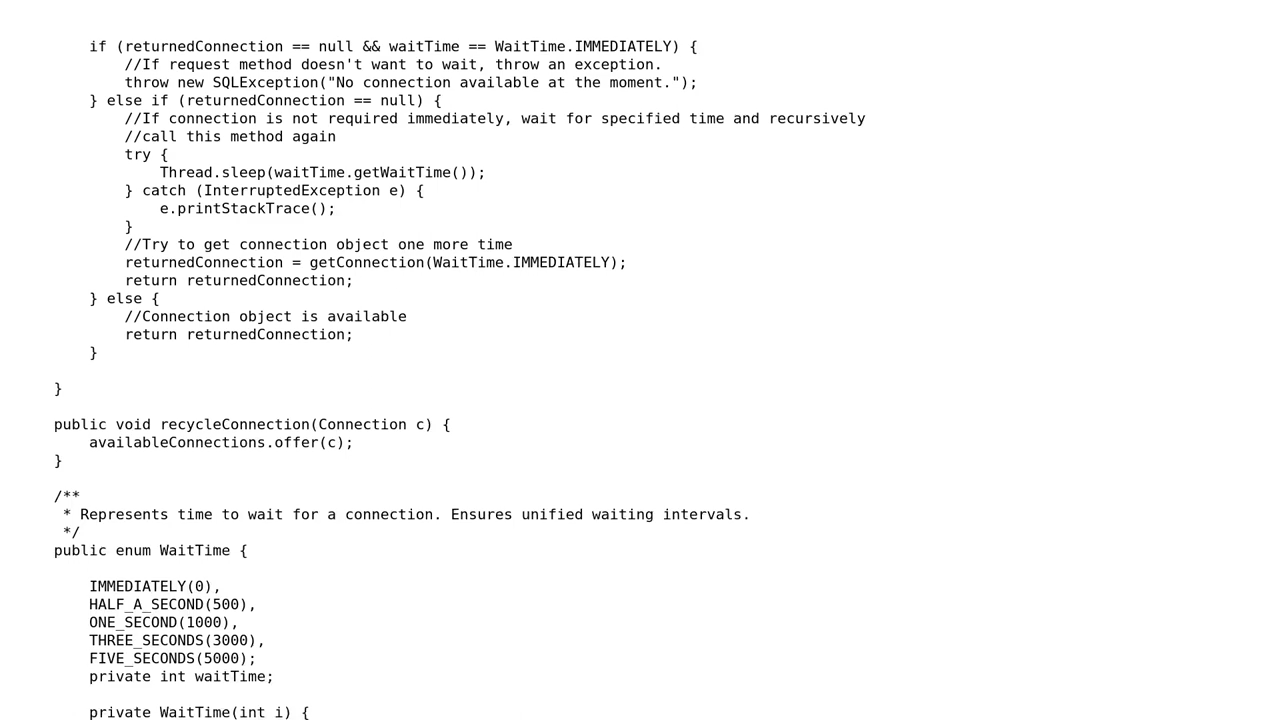 if (returnedConnection == null && waitTime == WaitTime.IMMEDIATELY) {
//If request method doesn't want to wait, throw an exception.
throw new SQLException("No connection available at the moment.");
} else if (returnedConnection == null) {
//If connection is not required immediately, wait for specified time and recursively
//call this method again
try {
Thread.sleep(waitTime.getWaitTime());
} catch (InterruptedException e) {
e.printStackTrace();
}
//Try to get connection object one more time
returnedConnection = getConnection(WaitTime.IMMEDIATELY);
return returnedConnection;
} else {
//Connection object is available
return returnedConnection;
}
}
public void recycleConnection(Connection c) {
availableConnections.offer(c);
}
/**
* Represents time to wait for a connection. Ensures unified waiting intervals.
*/
public enum WaitTime {
IMMEDIATELY(0),
HALF_A_SECOND(500),
ONE_SECOND(1000),
THREE_SECONDS(3000),
FIVE_SECONDS(5000);
private int waitTime;
private WaitTime(int i) {